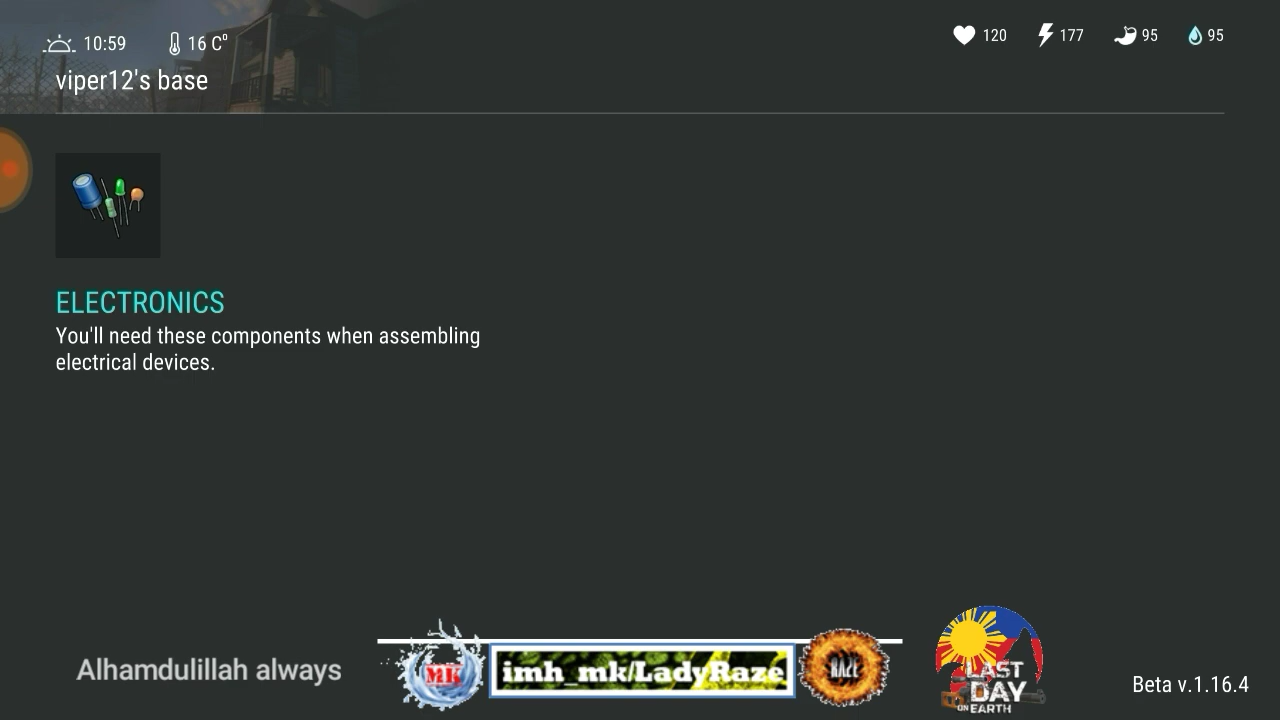 10:59 16 C° 120 177 95 95
viper12's base
ELECTRONICS
You'll need these components when assembling
electrical devices.
Alhamdulillah always
MK
imh_mk/LadyRaze
RAZE
LAST
DAY
ON EARTH
Beta v.1.16.4